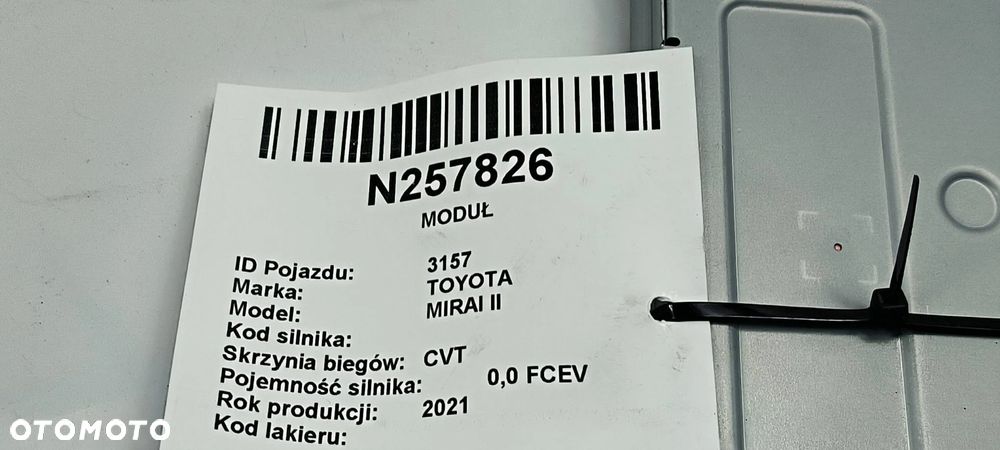 N257826
MODUŁ
ID Pojazdu: 3157
Marka: TOYOTA
Model: MIRAI II
Kod silnika:
Skrzynia biegów: CVT
Pojemność silnika: 0,0 FCEV
Rok produkcji: 2021
Kod lakieru:
OTOMOTO